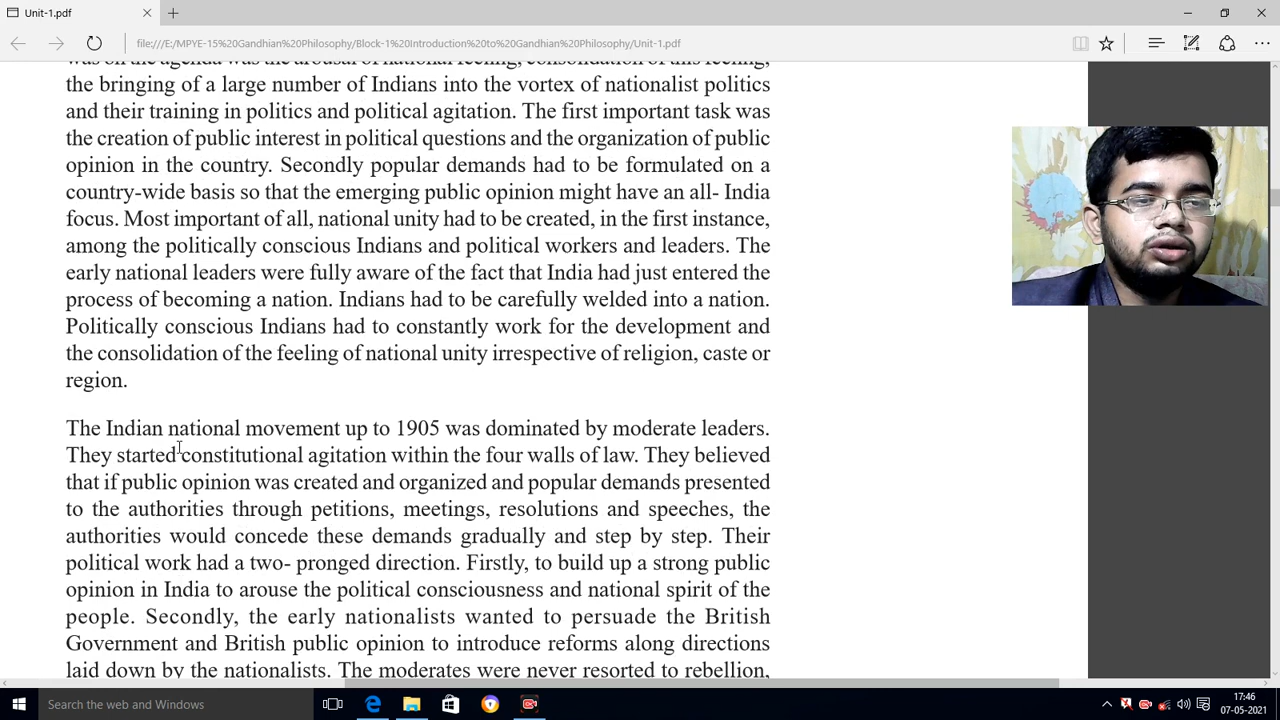 Unit-1.pdf
file:///E:/MPYE-15%20Gandhian%20Philosophy/Block-1%20Introduction%20to%20Gandhian%20Philosophy/Unit-1.pdf
was on the agenda was the arousal of national feeling, consolidation of this feeling,
the bringing of a large number of Indians into the vortex of nationalist politics
and their training in politics and political agitation. The first important task was
the creation of public interest in political questions and the organization of public
opinion in the country. Secondly popular demands had to be formulated on a
country-wide basis so that the emerging public opinion might have an all- India
focus. Most important of all, national unity had to be created, in the first instance,
among the politically conscious Indians and political workers and leaders. The
early national leaders were fully aware of the fact that India had just entered the
process of becoming a nation. Indians had to be carefully welded into a nation.
Politically conscious Indians had to constantly work for the development and
the consolidation of the feeling of national unity irrespective of religion, caste or
region.
The Indian national movement up to 1905 was dominated by moderate leaders.
They started constitutional agitation within the four walls of law. They believed
that if public opinion was created and organized and popular demands presented
to the authorities through petitions, meetings, resolutions and speeches, the
authorities would concede these demands gradually and step by step. Their
political work had a two- pronged direction. Firstly, to build up a strong public
opinion in India to arouse the political consciousness and national spirit of the
people. Secondly, the early nationalists wanted to persuade the British
Government and British public opinion to introduce reforms along directions
laid down by the nationalists. The moderates were never resorted to rebellion,
Search the web and Windows
17:46
07-05-2021